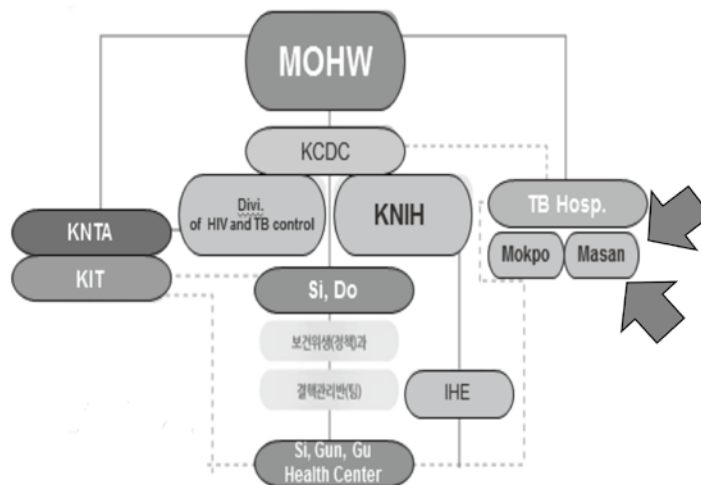 MOHW
KCDC
Divi.
of HIV and TB control
KNIH
TB Hosp.
KNTA
Mokpo
Masan
KIT
Si, Do
보건위생(정책)과
결핵관리반(팀)
IHE
Si, Gun, Gu
Health Center